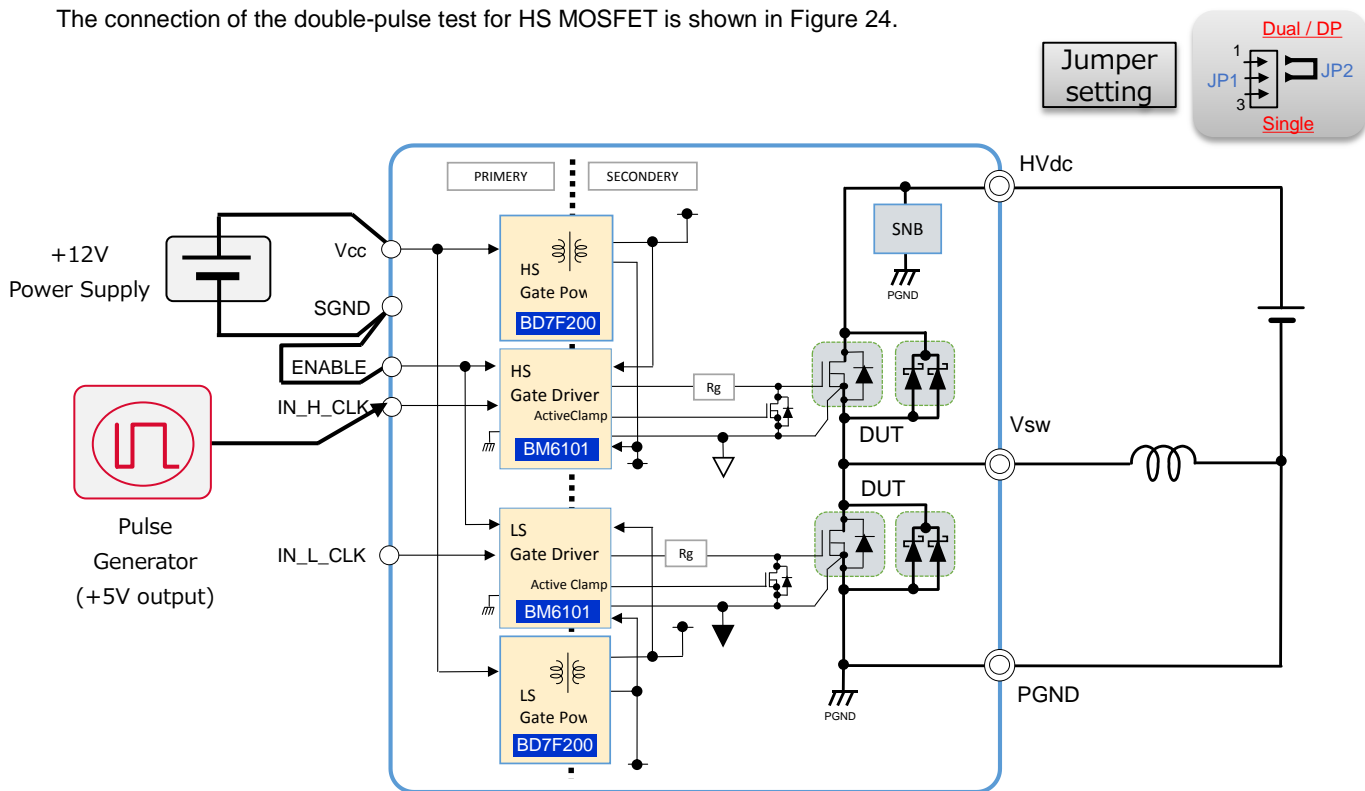 The connection of the double-pulse test for HS MOSFET is shown in Figure 24.
Jumper
setting
Dual / DP
1
JP1
JP2
3
Single
HVdc
PRIMERY
SECONDERY
SNB
PGND
+12V
Power Supply
Vcc
SGND
ENABLE
IN_H_CLK
HS
Gate Pow
BD7F200
HS
Gate Driver
ActiveClamp
BM6101
Rg
DUT
Vsw
Pulse
Generator
(+5V output)
IN_L_CLK
LS
Gate Driver
Active Clamp
BM6101
Rg
DUT
LS
Gate Pow
BD7F200
PGND
PGND